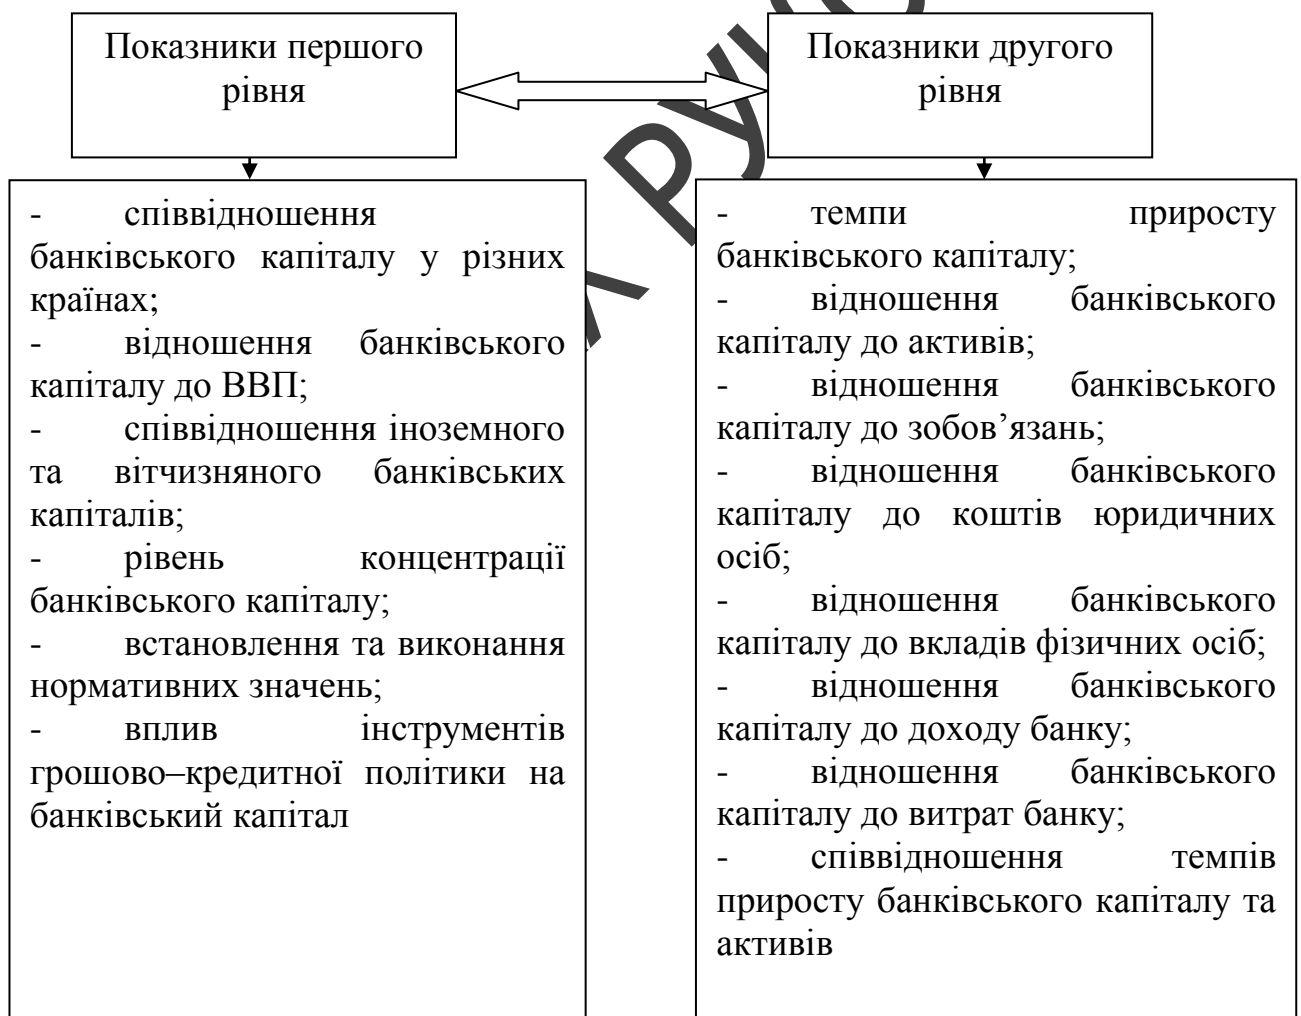 Показники першого
рівня
Показники другого
рівня
- співвідношення
банківського капіталу у різних
країнах;
- відношення банківського
капіталу до ВВП;
- співвідношення іноземного
та вітчизняного банківських
капіталів;
- рівень концентрації
банківського капіталу;
- встановлення та виконання
нормативних значень;
- вплив інструментів
грошово–кредитної політики на
банківський капітал
- темпи приросту
банківського капіталу;
- відношення банківського
капіталу до активів;
- відношення банківського
капіталу до зобов’язань;
- відношення банківського
капіталу до коштів юридичних
осіб;
- відношення банківського
капіталу до вкладів фізичних осіб;
- відношення банківського
капіталу до доходу банку;
- відношення банківського
капіталу до витрат банку;
- співвідношення темпів
приросту банківського капіталу та
активів